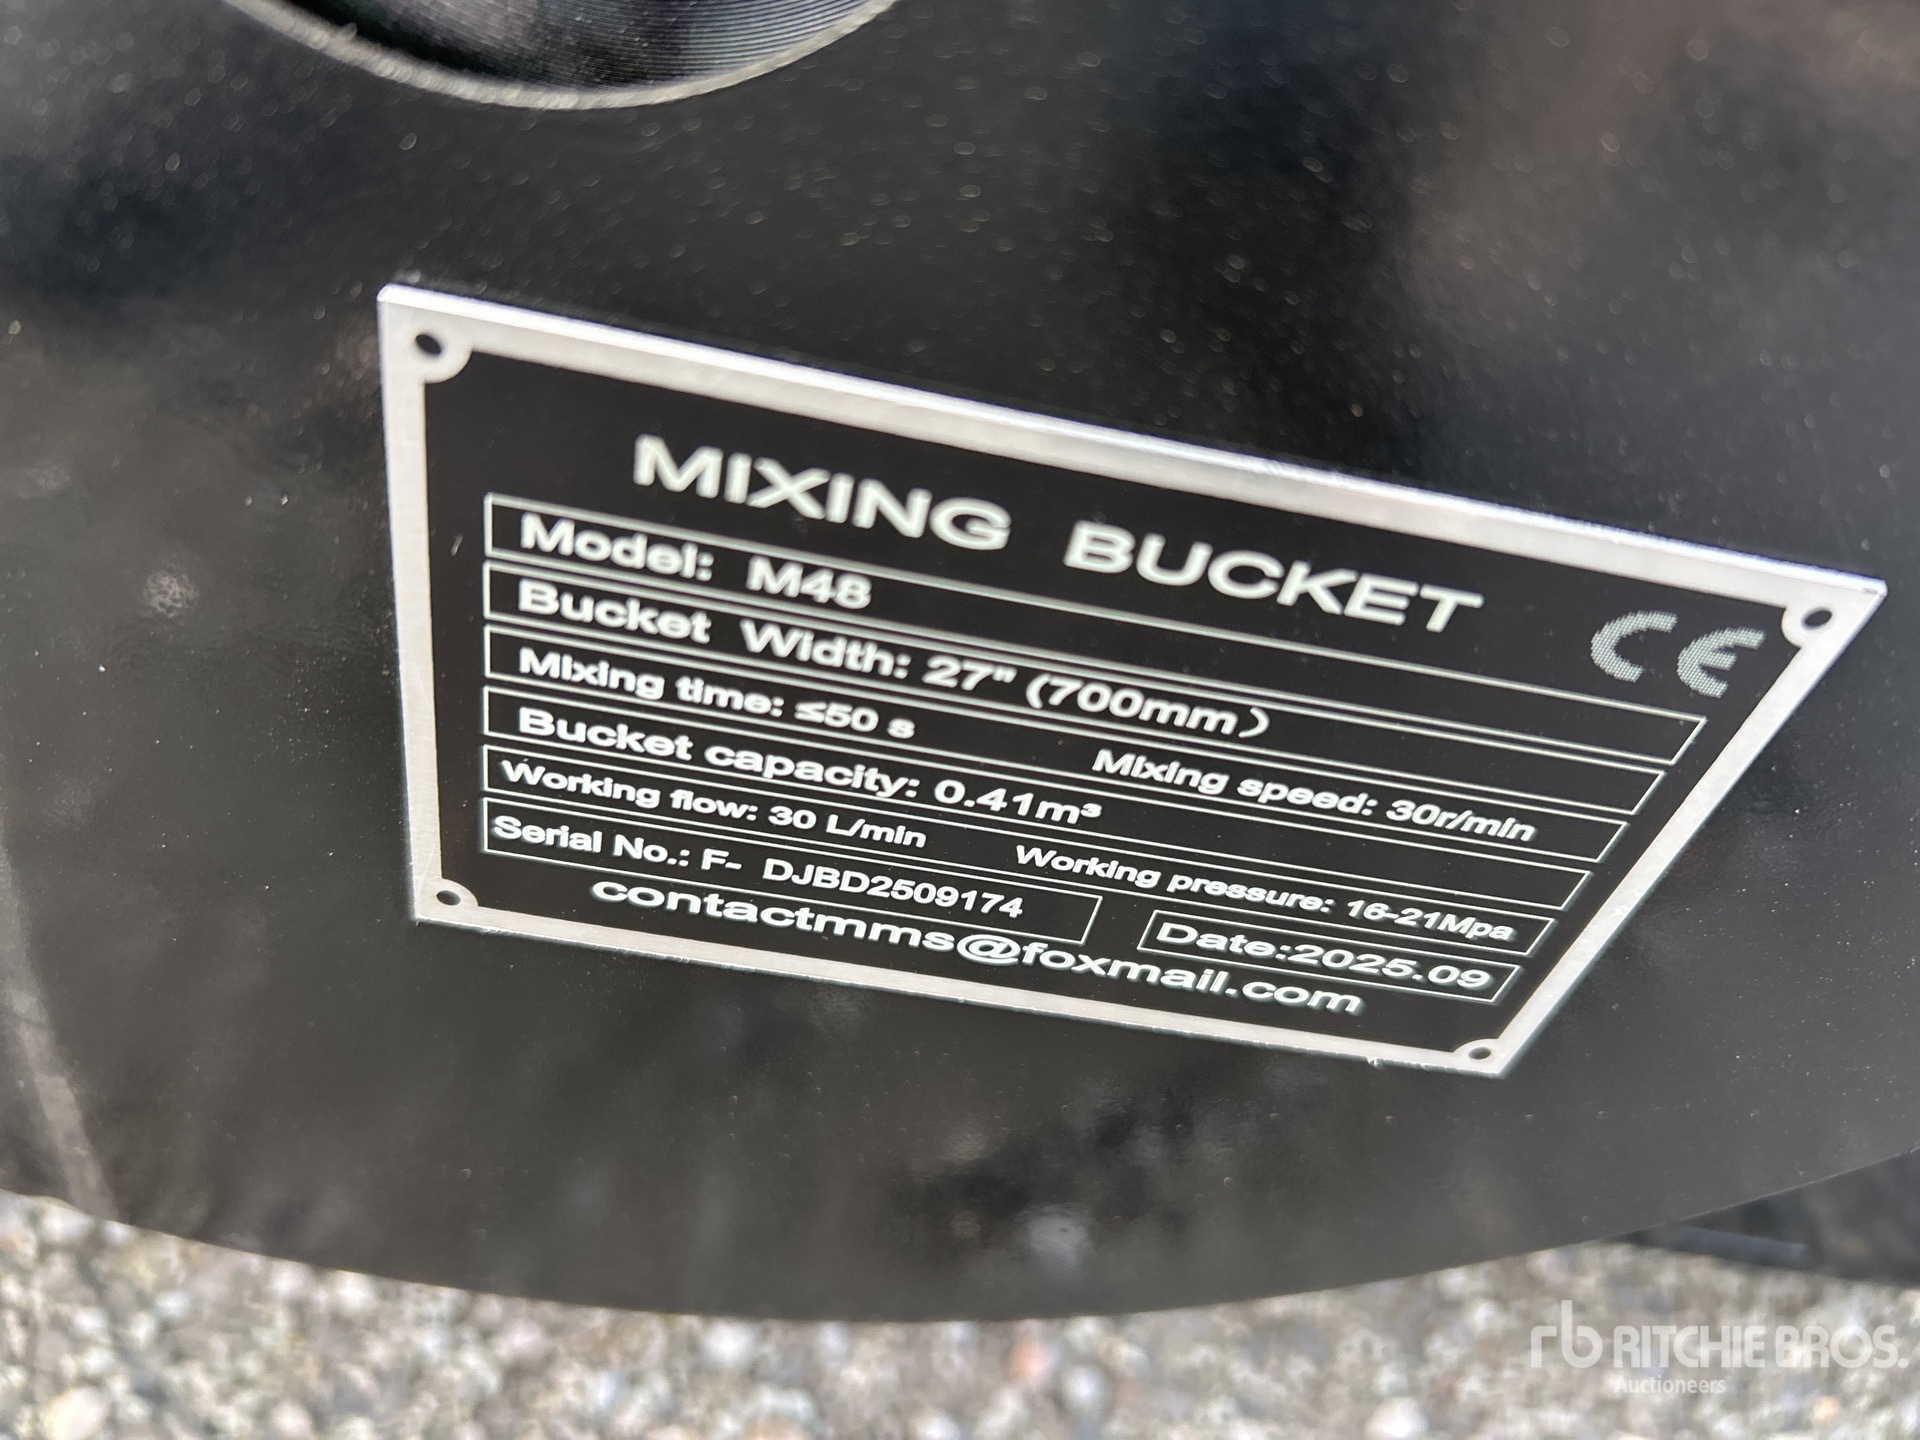 MIXING BUCKET
CE
Model: M48
Bucket Width: 27" (700mm)
Mixing time: ≤50 s Mixing speed: 30r/min
Bucket capacity: 0.41m³
Working flow: 30 L/min Working pressure: 16-21Mpa
Serial No.: F- DJBD2509174 Date:2025.09
contactmms@foxmail.com
rb RITCHIE BROS.
Auctioneers